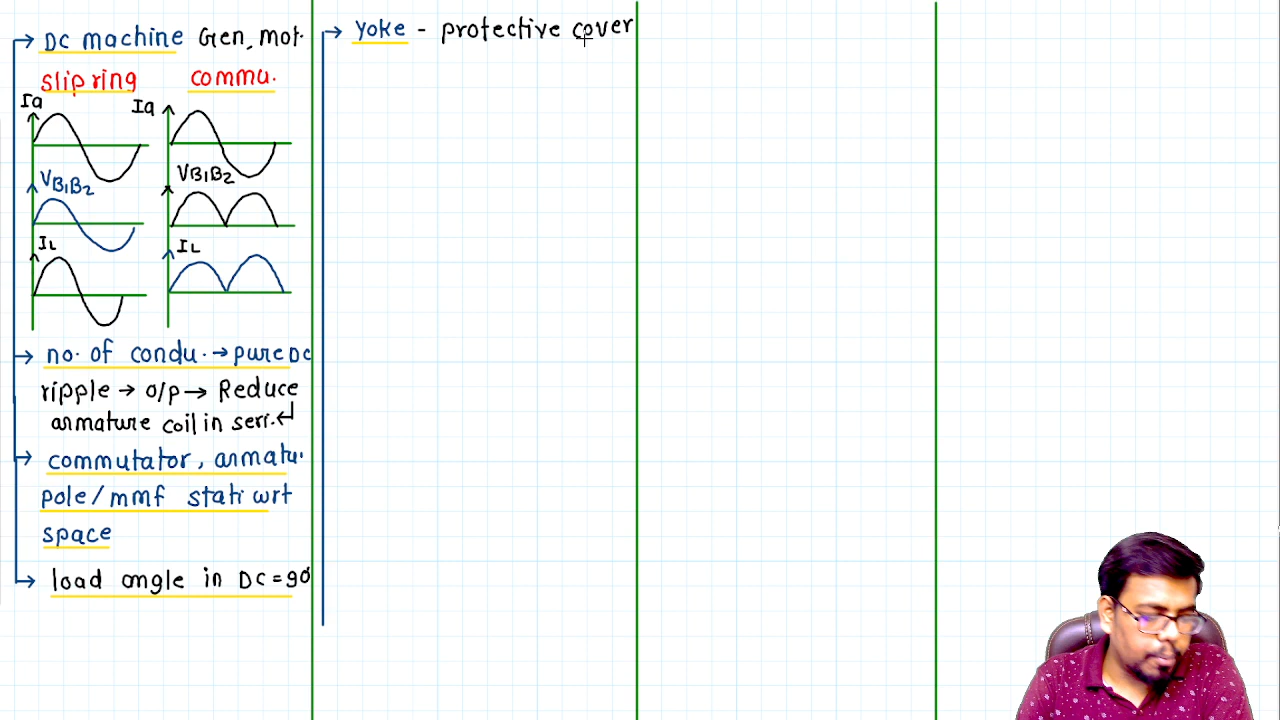 DC machine Gen, mot.
slip ring commu.
Ia Ia
VB1B2 VB1B2
IL IL
no. of condu. → pure DC
ripple → o/p → Reduce
armature coil in seri. ↵
commutator, armatu.
pole/mmf stati wrt
space
load angle in DC = 90°
Yoke - protective cover